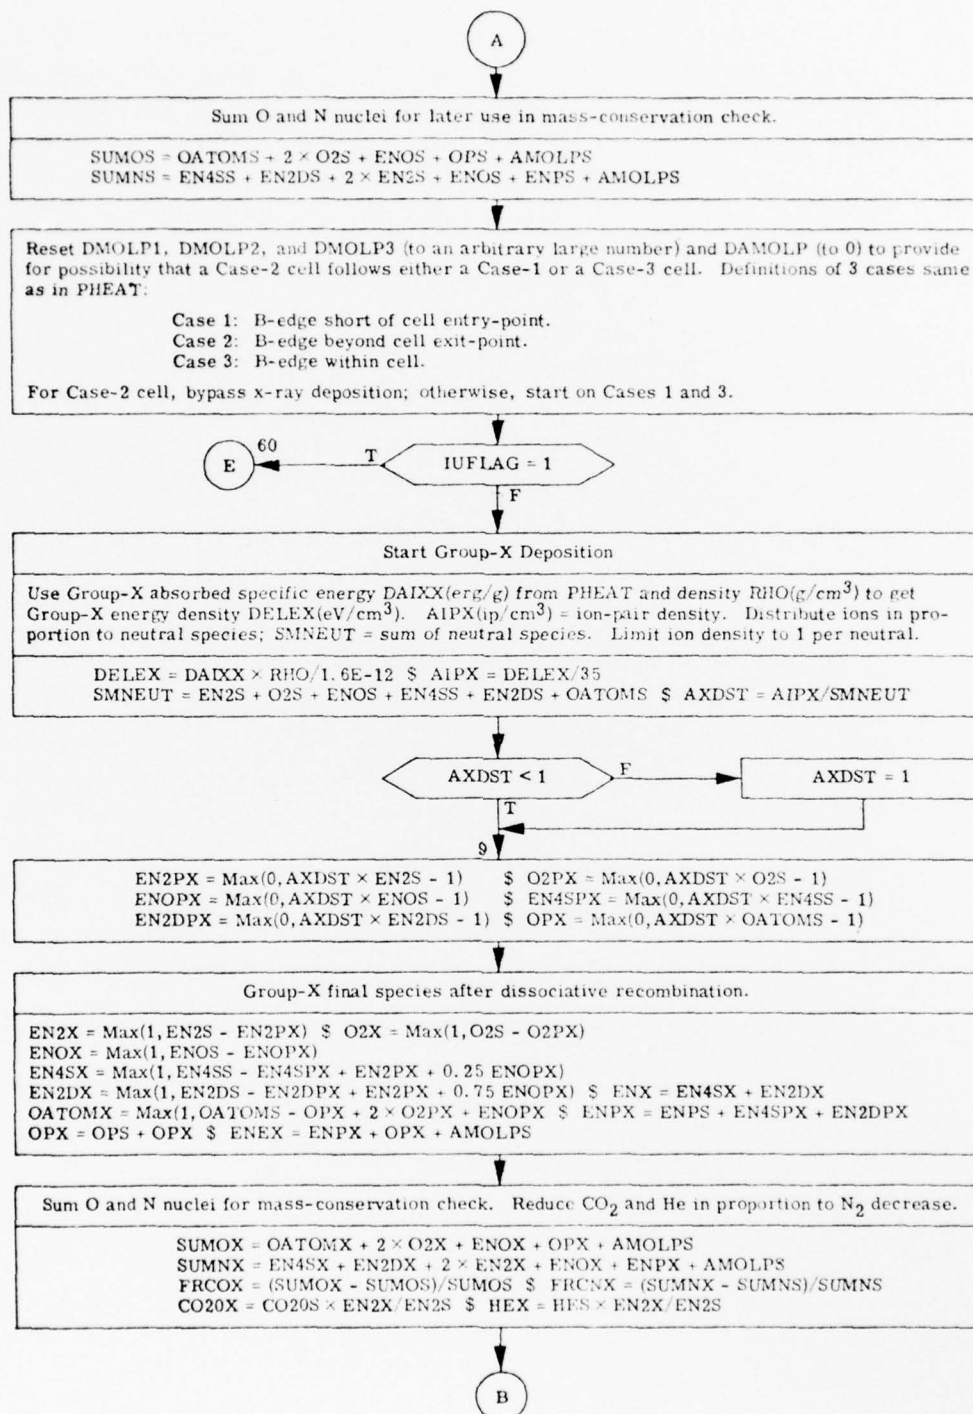 A
Sum O and N nuclei for later use in mass-conservation check.
SUMOS = OATOMS + 2 × O2S + ENOS + OPS + AMOLPS
SUMNS = EN4SS + EN2DS + 2 × EN2S + ENOS + ENPS + AMOLPS
Reset DMOLP1, DMOLP2, and DMOLP3 (to an arbitrary large number) and DAMOLP (to 0) to provide
for possibility that a Case-2 cell follows either a Case-1 or a Case-3 cell. Definitions of 3 cases same
as in PHEAT:
Case 1: B-edge short of cell entry-point.
Case 2: B-edge beyond cell exit-point.
Case 3: B-edge within cell.
For Case-2 cell, bypass x-ray deposition; otherwise, start on Cases 1 and 3.
E 60 T IUFLAG = 1
F
Start Group-X Deposition
Use Group-X absorbed specific energy DAIXX(erg/g) from PHEAT and density RHO(g/cm³) to get
Group-X energy density DELEX(eV/cm³). AIPX(ip/cm³) = ion-pair density. Distribute ions in pro-
portion to neutral species; SMNEUT = sum of neutral species. Limit ion density to 1 per neutral.
DELEX = DAIXX × RHO/1.6E-12 $ AIPX = DELEX/35
SMNEUT = EN2S + O2S + ENOS + EN4SS + EN2DS + OATOMS $ AXDST = AIPX/SMNEUT
AXDST < 1 F AXDST = 1
T
9
EN2PX = Max(0, AXDST × EN2S - 1) $ O2PX = Max(0, AXDST × O2S - 1)
ENOPX = Max(0, AXDST × ENOS - 1) $ EN4SPX = Max(0, AXDST × EN4SS - 1)
EN2DPX = Max(0, AXDST × EN2DS - 1) $ OPX = Max(0, AXDST × OATOMS - 1)
Group-X final species after dissociative recombination.
EN2X = Max(1, EN2S - EN2PX) $ O2X = Max(1, O2S - O2PX)
ENOX = Max(1, ENOS - ENOPX)
EN4SX = Max(1, EN4SS - EN4SPX + EN2PX + 0.25 ENOPX)
EN2DX = Max(1, EN2DS - EN2DPX + EN2PX + 0.75 ENOPX) $ ENX = EN4SX + EN2DX
OATOMX = Max(1, OATOMS - OPX + 2 × O2PX + ENOPX $ ENPX = ENPS + EN4SPX + EN2DPX
OPX = OPS + OPX $ ENEX = ENPX + OPX + AMOLPS
Sum O and N nuclei for mass-conservation check. Reduce CO₂ and He in proportion to N₂ decrease.
SUMOX = OATOMX + 2 × O2X + ENOX + OPX + AMOLPS
SUMNX = EN4SX + EN2DX + 2 × EN2X + ENOX + ENPX + AMOLPS
FRCOX = (SUMOX - SUMOS)/SUMOS $ FRCNX = (SUMNX - SUMNS)/SUMNS
CO20X = CO20S × EN2X/EN2S $ HEX = HES × EN2X/EN2S
B